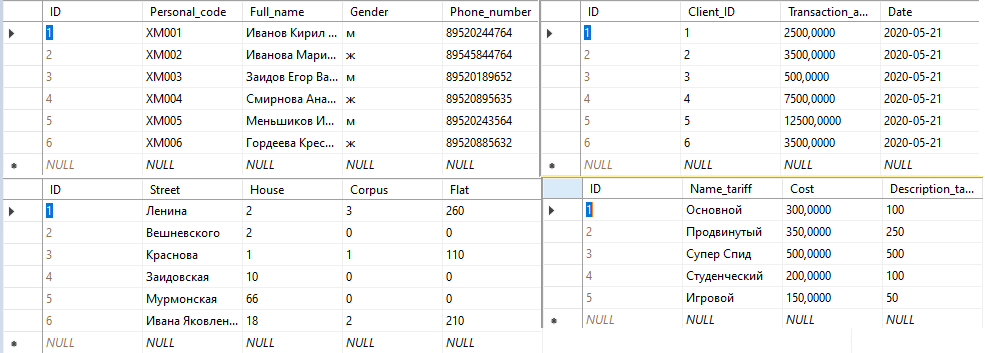 ID Personal_code Full_name Gender Phone_number
1 XM001 Иванов Кирил ... м 89520244764
2 XM002 Иванова Мари... ж 89545844764
3 XM003 Заидов Егор Ва... м 89520189652
4 XM004 Смирнова Ана... ж 89520895635
5 XM005 Меньшиков И... м 89520243564
6 XM006 Гордеева Крес... ж 89520885632
NULL NULL NULL NULL NULL
ID Client_ID Transaction_a... Date
1 1 2500,0000 2020-05-21
2 2 3500,0000 2020-05-21
3 3 500,0000 2020-05-21
4 4 7500,0000 2020-05-21
5 5 12500,0000 2020-05-21
6 6 3500,0000 2020-05-21
NULL NULL NULL NULL
ID Street House Corpus Flat
1 Ленина 2 3 260
2 Вешневского 2 0 0
3 Краснова 1 1 110
4 Заидовская 10 0 0
5 Мурмонская 66 0 0
6 Ивана Яковлен... 18 2 210
NULL NULL NULL NULL NULL
ID Name_tariff Cost Description_ta...
1 Основной 300,0000 100
2 Продвинутый 350,0000 250
3 Супер Спид 500,0000 500
4 Студенческий 200,0000 100
5 Игровой 150,0000 50
NULL NULL NULL NULL